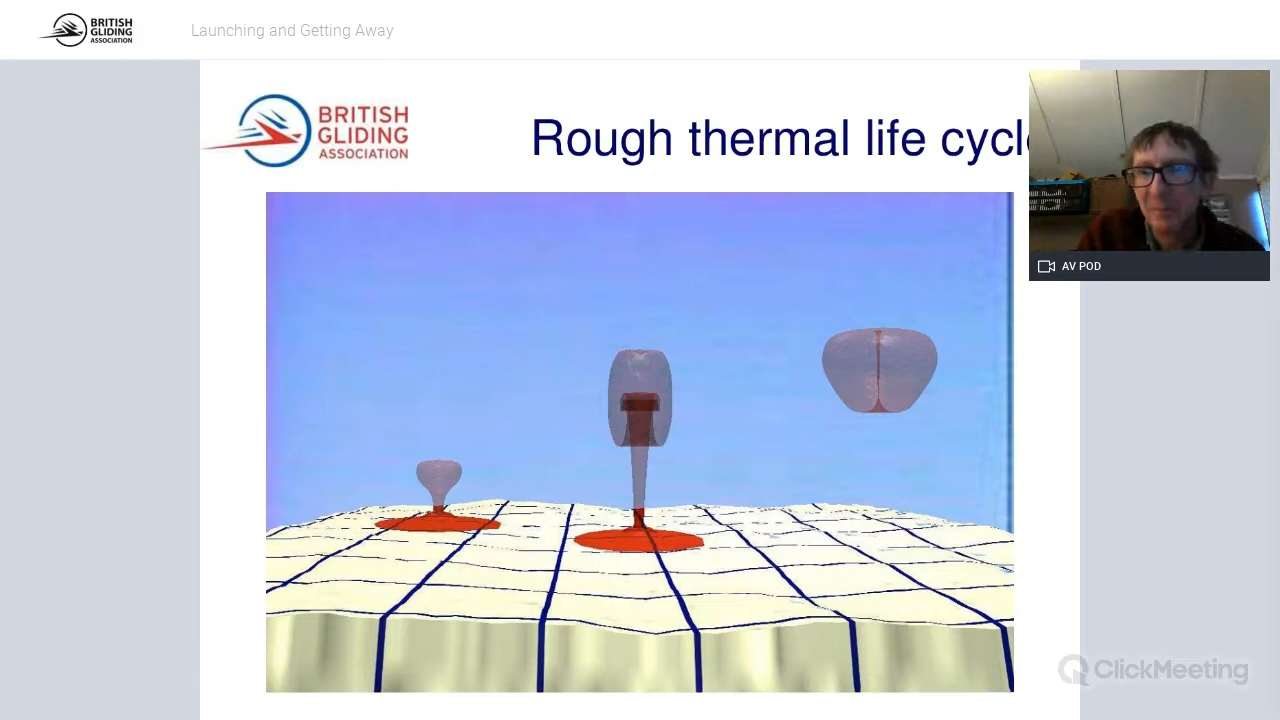 BRITISH
GLIDING
ASSOCIATION
Launching and Getting Away
BRITISH
GLIDING
ASSOCIATION
Rough thermal life cycl
AV POD
ClickMeeting